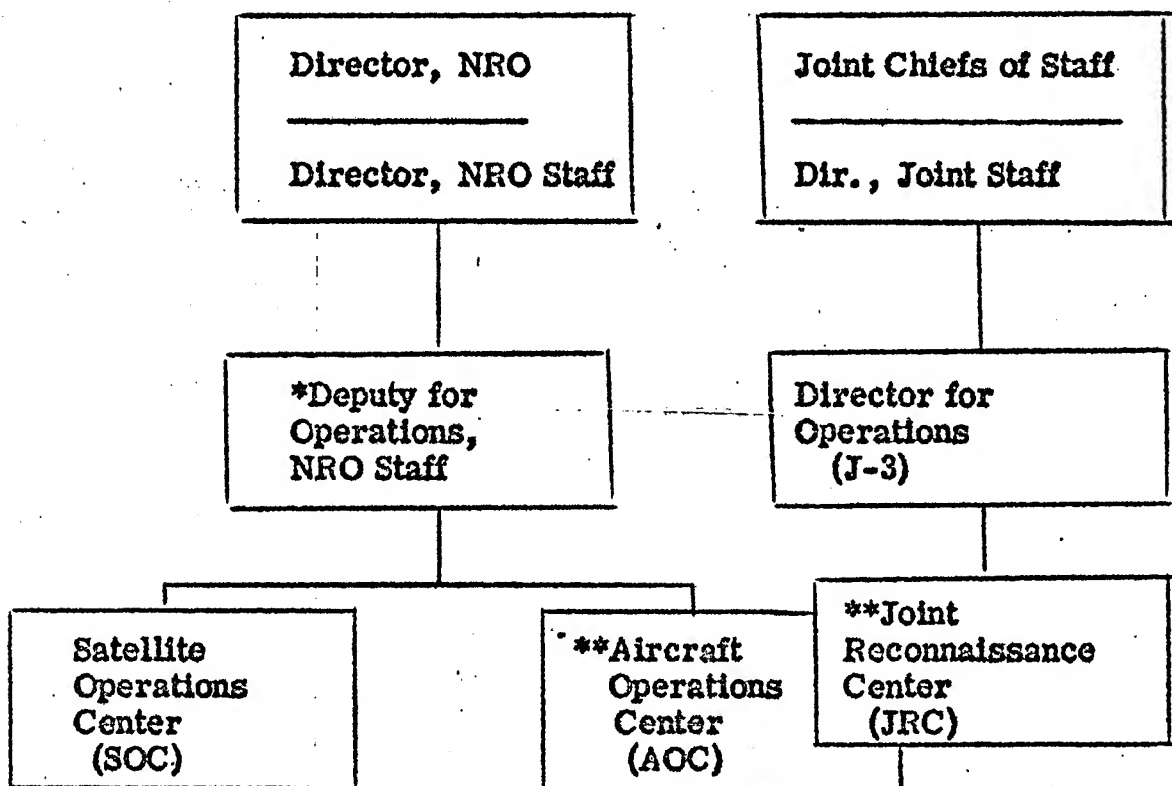 Director, NRO
Director, NRO Staff
Joint Chiefs of Staff
Dir., Joint Staff
*Deputy for
Operations,
NRO Staff
Director for
Operations
(J-3)
Satellite
Operations
Center
(SOC)
**Aircraft
Operations
Center
(AOC)
**Joint
Reconnaissance
Center
(JRC)